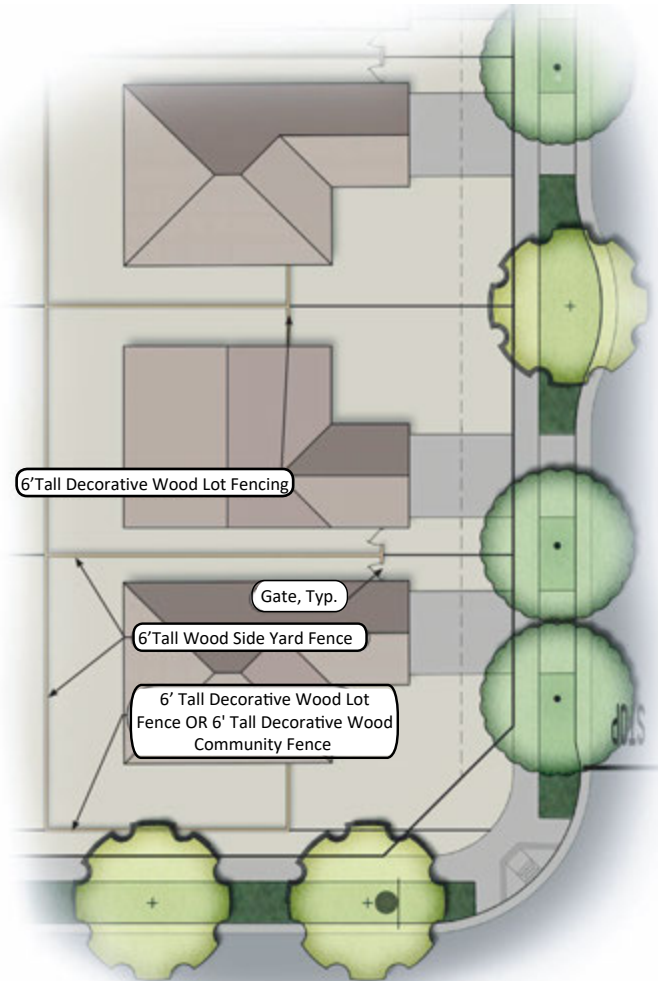 6'Tall Decorative Wood Lot Fencing
Gate, Typ.
6'Tall Wood Side Yard Fence
6' Tall Decorative Wood Lot
Fence OR 6' Tall Decorative Wood
Community Fence
STOP